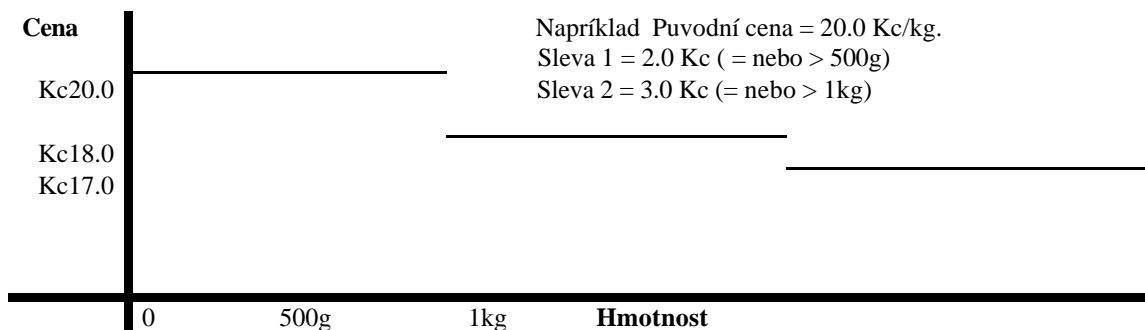 Cena
Napríklad Puvodní cena = 20.0 Kc/kg.
Sleva 1 = 2.0 Kc ( = nebo > 500g)
Sleva 2 = 3.0 Kc (= nebo > 1kg)
Kc20.0
Kc18.0
Kc17.0
0 500g 1kg Hmotnost